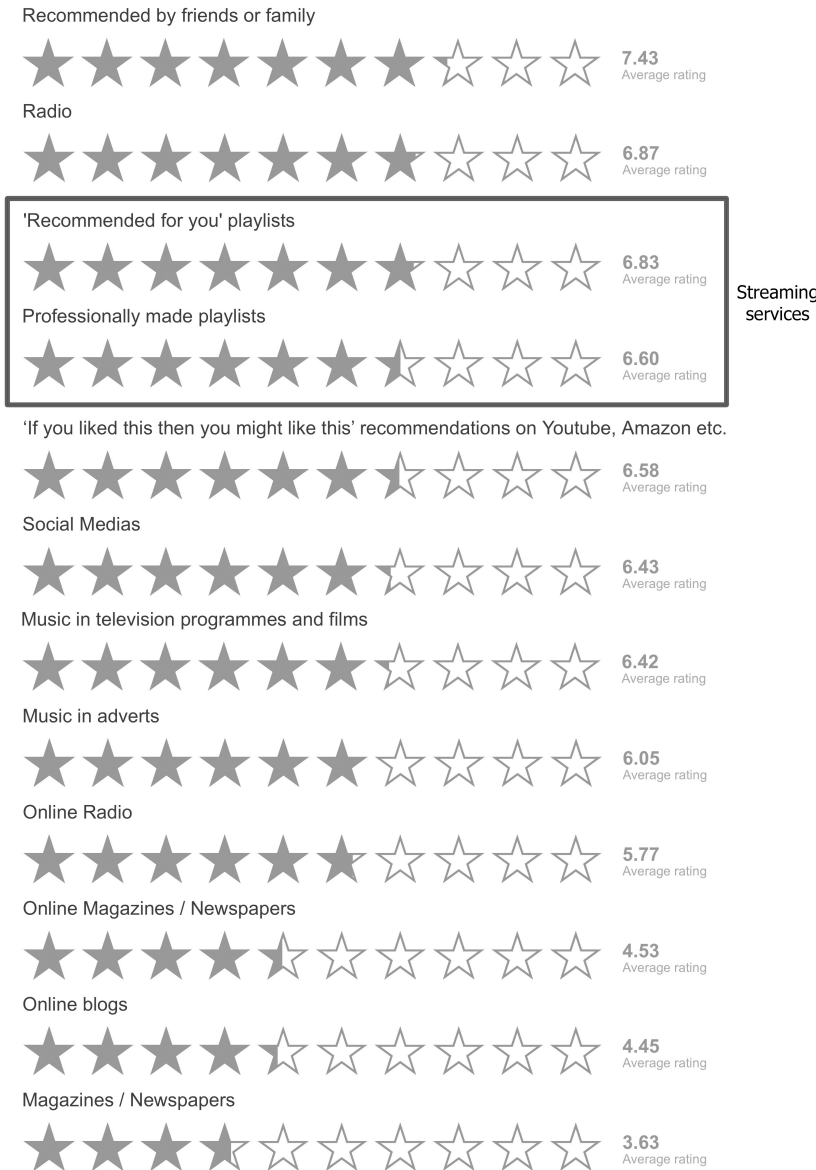 Recommended by friends or family
7.43
Average rating
Radio
6.87
Average rating
'Recommended for you' playlists
6.83
Average rating
Streaming
services
Professionally made playlists
6.60
Average rating
‘If you liked this then you might like this’ recommendations on Youtube, Amazon etc.
6.58
Average rating
Social Medias
6.43
Average rating
Music in television programmes and films
6.42
Average rating
Music in adverts
6.05
Average rating
Online Radio
5.77
Average rating
Online Magazines / Newspapers
4.53
Average rating
Online blogs
4.45
Average rating
Magazines / Newspapers
3.63
Average rating